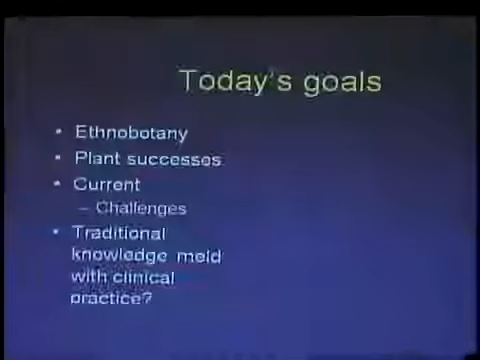 Today's goals
• Ethnobotany
• Plant successes
• Current
– Challenges
• Traditional
knowledge meld
with clinical
practice?